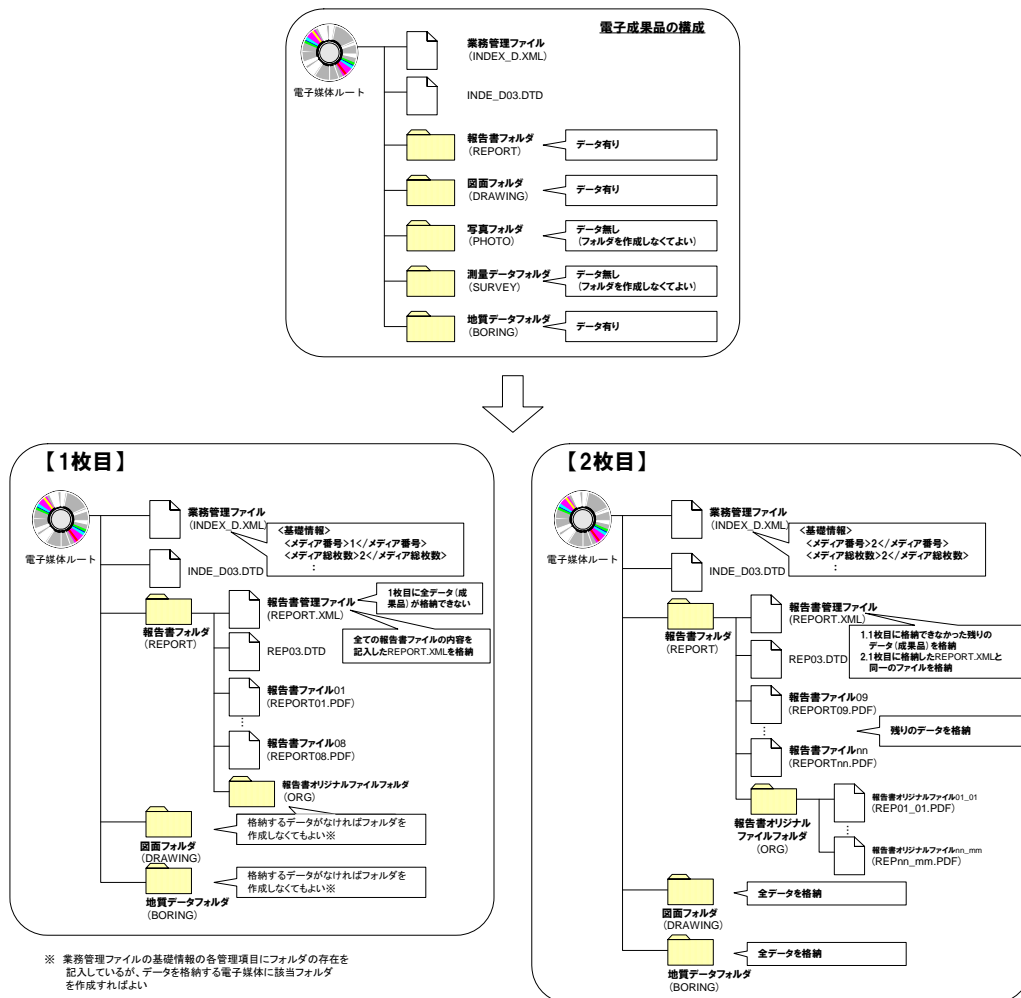 電子成果品の構成
電子媒体ルート
業務管理ファイル
(INDEX_D.XML)
INDE_D03.DTD
報告書フォルダ
(REPORT)
データ有り
図面フォルダ
(DRAWING)
データ有り
写真フォルダ
(PHOTO)
データ無し
(フォルダを作成しなくてよい)
測量データフォルダ
(SURVEY)
データ無し
(フォルダを作成しなくてよい)
地質データフォルダ
(BORING)
データ有り
【1枚目】
電子媒体ルート
業務管理ファイル
(INDEX_D.XML)
<基礎情報>
<メディア番号>1</メディア番号>
<メディア総枚数>2</メディア総枚数>
:
INDE_D03.DTD
報告書フォルダ
(REPORT)
報告書管理ファイル
(REPORT.XML)
1枚目に全データ(成
果品)が格納できない
全ての報告書ファイルの内容を
記入したREPORT.XMLを格納
REP03.DTD
報告書ファイル01
(REPORT01.PDF)
…
報告書ファイル08
(REPORT08.PDF)
報告書オリジナルファイルフォルダ
(ORG)
図面フォルダ
(DRAWING)
格納するデータがなければフォルダを
作成しなくてもよい※
地質データフォルダ
(BORING)
格納するデータがなければフォルダを
作成しなくてもよい※
※ 業務管理ファイルの基礎情報の各管理項目にフォルダの存在を
記入しているが、データを格納する電子媒体に該当フォルダ
を作成すればよい
【2枚目】
電子媒体ルート
業務管理ファイル
(INDEX_D.XML)
<基礎情報>
<メディア番号>2</メディア番号>
<メディア総枚数>2</メディア総枚数>
:
INDE_D03.DTD
報告書フォルダ
(REPORT)
報告書管理ファイル
(REPORT.XML)
1.1枚目に格納できなかった残りの
データ(成果品)を格納
2.1枚目に格納したREPORT.XMLと
同一のファイルを格納
REP03.DTD
報告書ファイル09
(REPORT09.PDF)
…
残りのデータを格納
報告書ファイルnn
(REPORTnn.PDF)
報告書オリジナル
ファイルフォルダ
(ORG)
報告書オリジナルファイル01_01
(REP01_01.PDF)
…
報告書オリジナルファイルnn_mm
(REPnn_mm.PDF)
図面フォルダ
(DRAWING)
全データを格納
地質データフォルダ
(BORING)
全データを格納